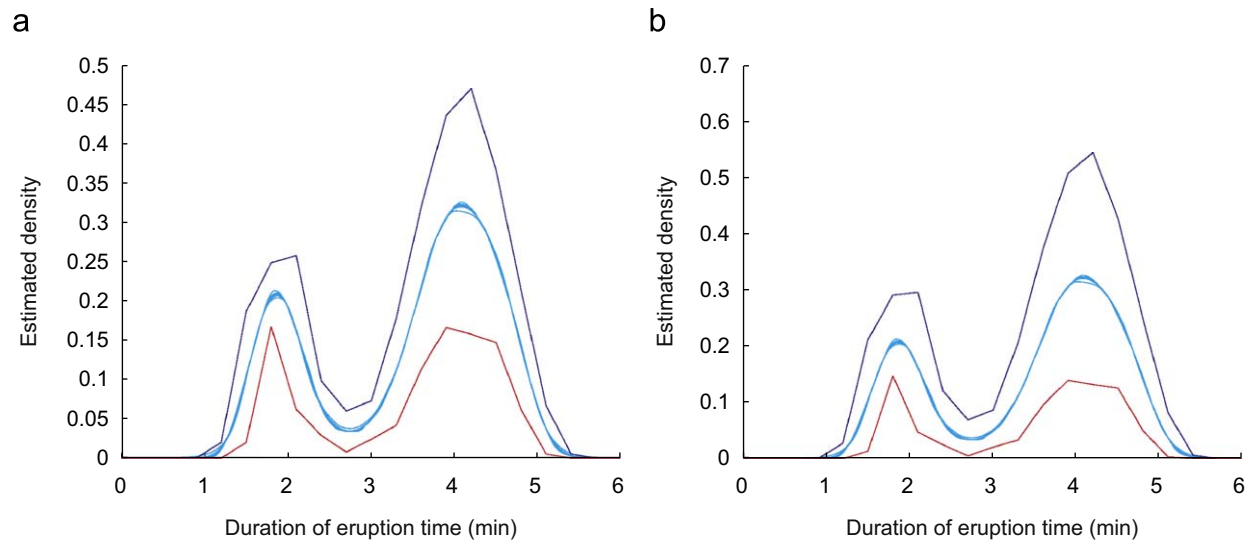 a
0.5
0.45
0.4
0.35
0.3
0.25
0.2
0.15
0.1
0.05
0
Estimated density
0 1 2 3 4 5 6
Duration of eruption time (min)
b
0.7
0.6
0.5
0.4
0.3
0.2
0.1
0
Estimated density
0 1 2 3 4 5 6
Duration of eruption time (min)